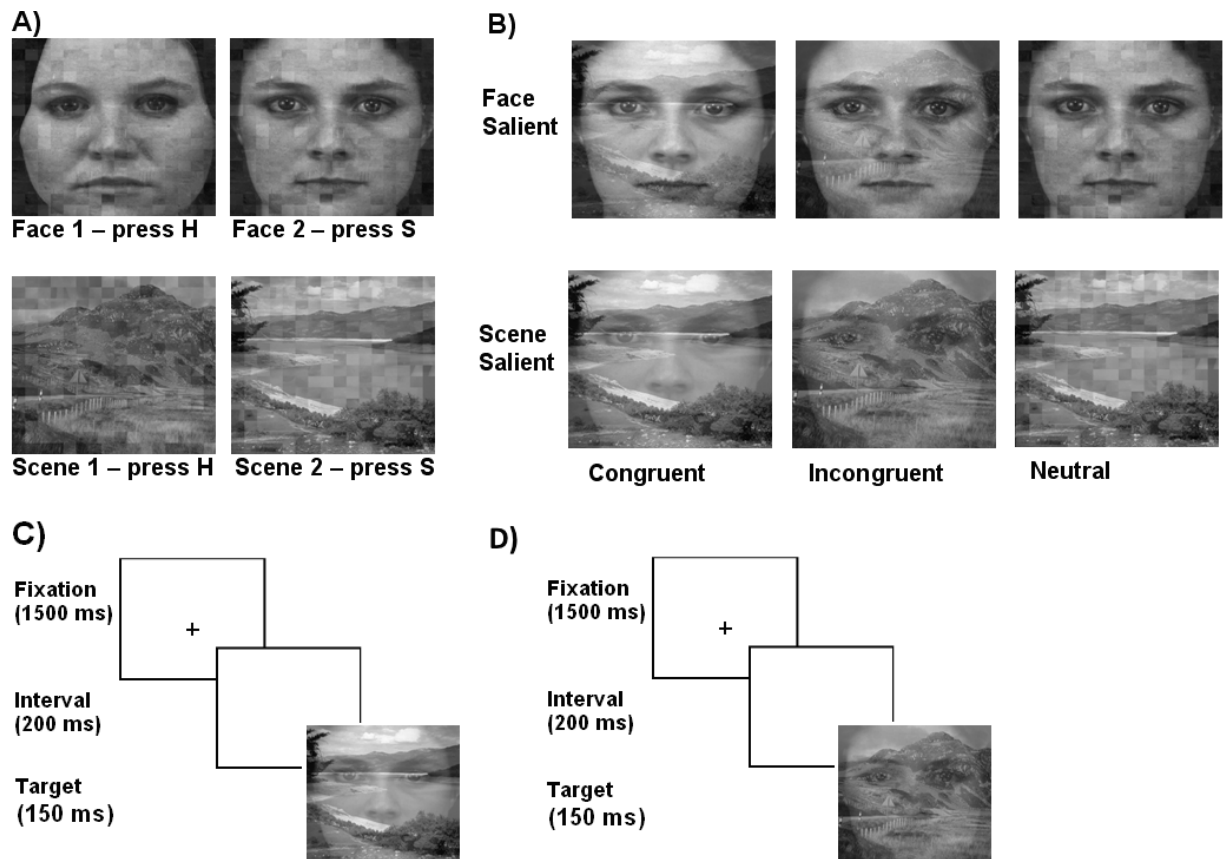 A)
Face 1 – press H
Face 2 – press S
Scene 1 – press H
Scene 2 – press S
B)
Face
Salient
Scene
Salient
Congruent
Incongruent
Neutral
C)
Fixation
(1500 ms)
+
Interval
(200 ms)
Target
(150 ms)
D)
Fixation
(1500 ms)
+
Interval
(200 ms)
Target
(150 ms)